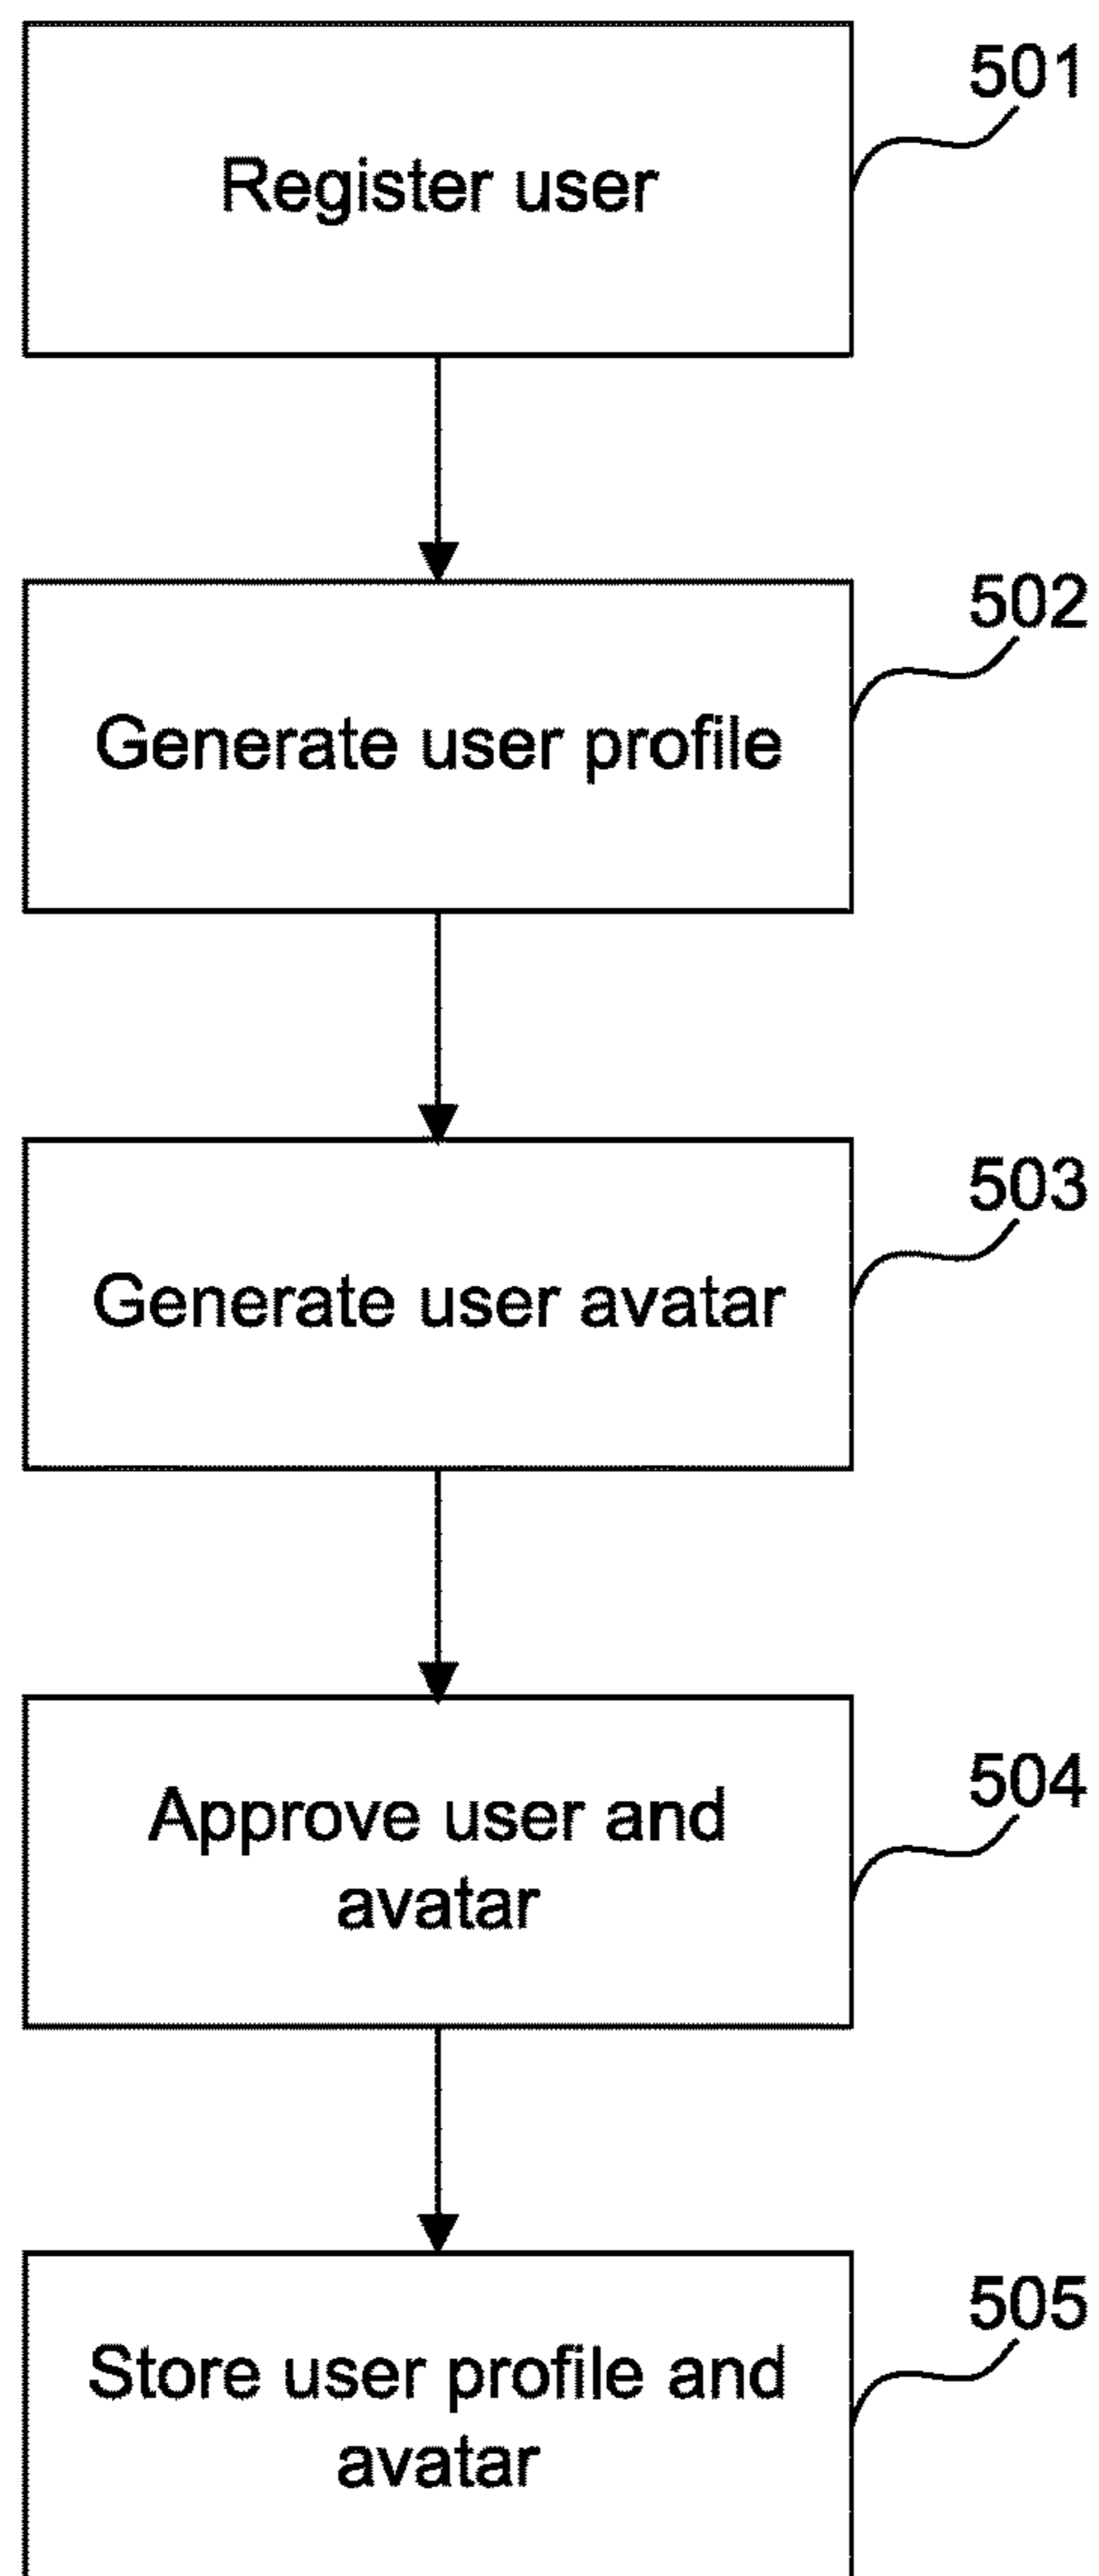 501
Register user
502
Generate user profile
503
Generate user avatar
504
Approve user and
avatar
505
Store user profile and
avatar